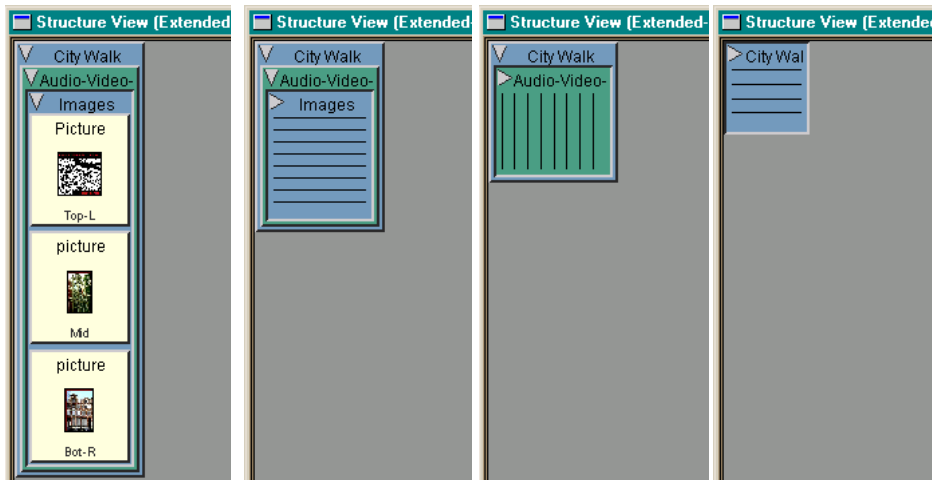 Structure View (Extended
City Walk
Audio-Video-
Images
Picture
Top-L
picture
Mid
picture
Bot-R
Structure View (Extended-
City Walk
Audio-Video-
Images
Structure View (Extended-
City Walk
Audio-Video-
Structure View (Extended
City Wal